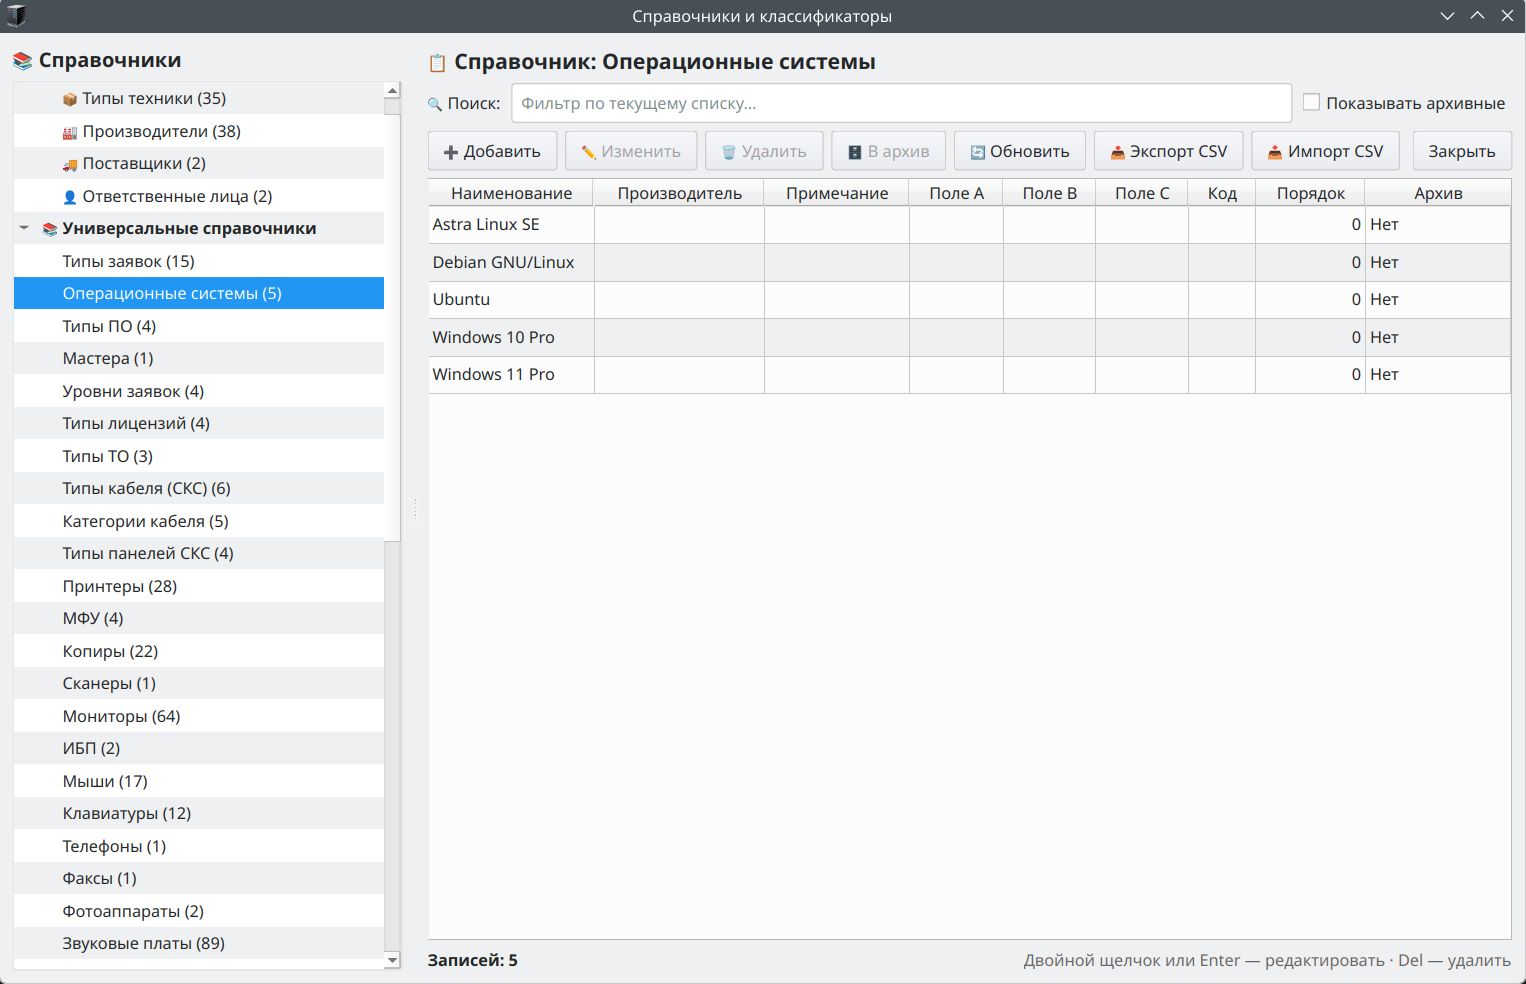 Справочники и классификаторы
Справочники
Типы техники (35)
Производители (38)
Поставщики (2)
Ответственные лица (2)
Универсальные справочники
Типы заявок (15)
Операционные системы (5)
Типы ПО (4)
Мастера (1)
Уровни заявок (4)
Типы лицензий (4)
Типы ТО (3)
Типы кабеля (СКС) (6)
Категории кабеля (5)
Типы панелей СКС (4)
Принтеры (28)
МФУ (4)
Копиры (22)
Сканеры (1)
Мониторы (64)
ИБП (2)
Мыши (17)
Клавиатуры (12)
Телефоны (1)
Факсы (1)
Фотоаппараты (2)
Звуковые платы (89)
Справочник: Операционные системы
Поиск: Фильтр по текущему списку... Показывать архивные
Добавить Изменить Удалить В архив Обновить Экспорт CSV Импорт CSV Закрыть
Наименование Производитель Примечание Поле A Поле B Поле C Код Порядок Архив
Astra Linux SE 0 Нет
Debian GNU/Linux 0 Нет
Ubuntu 0 Нет
Windows 10 Pro 0 Нет
Windows 11 Pro 0 Нет
Записей: 5 Двойной щелчок или Enter — редактировать · Del — удалить